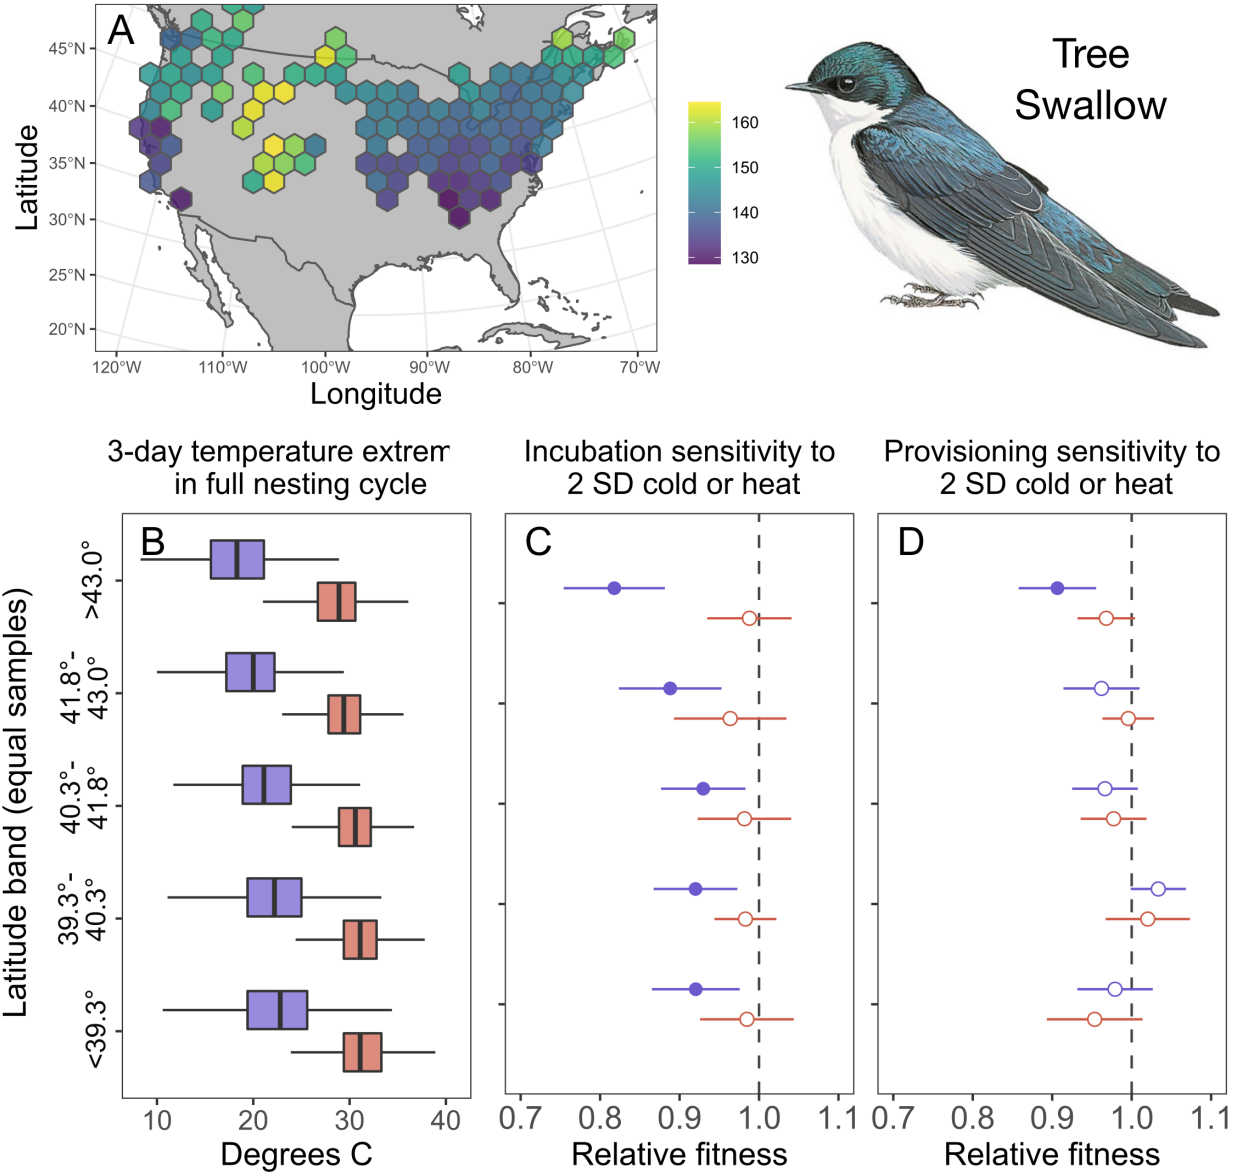 A
Tree
Swallow
Latitude
45°N
40°N
35°N
30°N
25°N
20°N
120°W 110°W 100°W 90°W 80°W 70°W
Longitude
160
150
140
130
3-day temperature extrem
in full nesting cycle
Incubation sensitivity to
2 SD cold or heat
Provisioning sensitivity to
2 SD cold or heat
B
C
D
Latitude band (equal samples)
>43.0°
41.8°-
43.0°
40.3°-
41.8°
39.3°-
40.3°
<39.3°
10 20 30 40
Degrees C
0.7 0.8 0.9 1.0 1.1
Relative fitness
0.7 0.8 0.9 1.0 1.1
Relative fitness